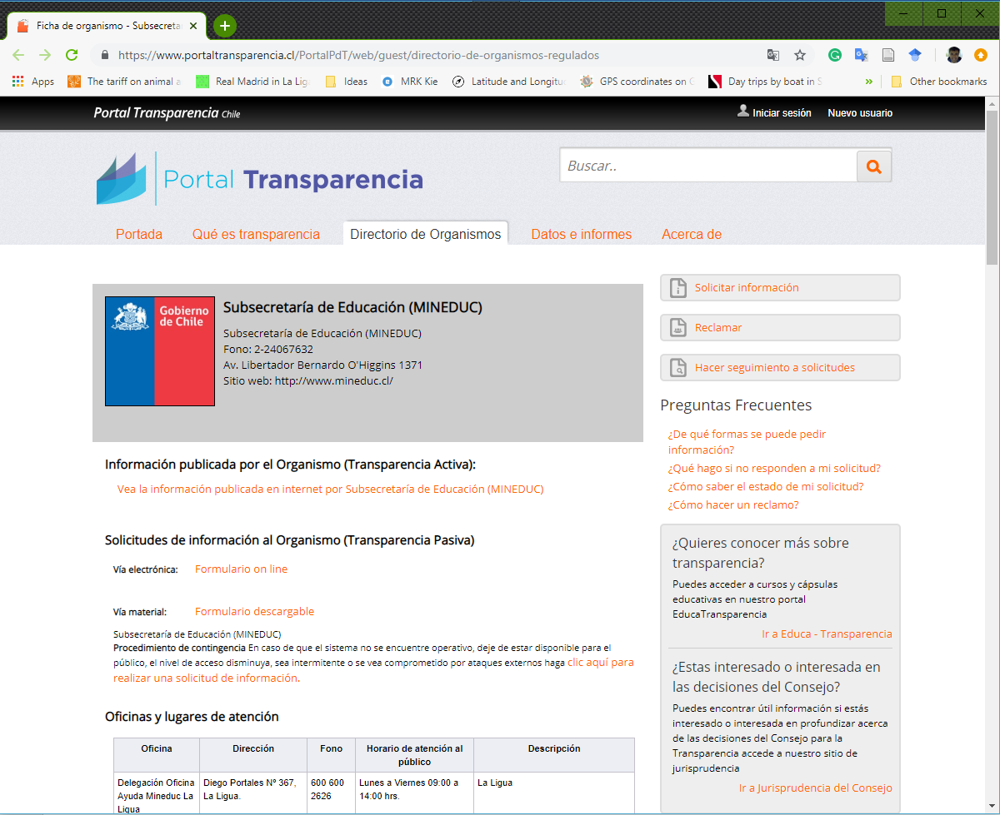 Ficha de organismo - Subsecreta
https://www.portaltransparencia.cl/PortalPdT/web/guest/directorio-de-organismos-regulados
Apps
The tariff on animal a
Real Madrid in La Lig
Ideas
MRK Kie
Latitude and Longitu
GPS coordinates on
Day trips by boat in S
Other bookmarks
Portal Transparencia Chile
Iniciar sesión
Nuevo usuario
Portal Transparencia
Buscar..
Portada
Qué es transparencia
Directorio de Organismos
Datos e informes
Acerca de
Gobierno
de Chile
Subsecretaría de Educación (MINEDUC)
Subsecretaría de Educación (MINEDUC)
Fono: 2-24067632
Av. Libertador Bernardo O'Higgins 1371
Sitio web: http://www.mineduc.cl/
Información publicada por el Organismo (Transparencia Activa):
Vea la información publicada en internet por Subsecretaría de Educación (MINEDUC)
Solicitudes de información al Organismo (Transparencia Pasiva)
Vía electrónica: Formulario on line
Vía material: Formulario descargable
Subsecretaría de Educación (MINEDUC)
Procedimiento de contingencia En caso de que el sistema no se encuentre operativo, deje de estar disponible para el
público, el nivel de acceso disminuya, sea intermitente o se vea comprometido por ataques externos haga clic aquí para
realizar una solicitud de información.
Oficinas y lugares de atención
Oficina
Dirección
Fono
Horario de atención al
público
Descripción
Delegación Oficina
Ayuda Mineduc La
Ligua
Diego Portales Nº 367,
La Ligua.
600 600
2626
Lunes a Viernes 09:00 a
14:00 hrs.
La Ligua
Solicitar información
Reclamar
Hacer seguimiento a solicitudes
Preguntas Frecuentes
¿De qué formas se puede pedir
información?
¿Qué hago si no responden a mi solicitud?
¿Cómo saber el estado de mi solicitud?
¿Cómo hacer un reclamo?
¿Quieres conocer más sobre
transparencia?
Puedes acceder a cursos y cápsulas
educativas en nuestro portal
EducaTransparencia
Ir a Educa - Transparencia
¿Estas interesado o interesada en
las decisiones del Consejo?
Puedes encontrar útil información si estás
interesado o interesada en profundizar acerca
de las decisiones del Consejo para la
Transparencia accede a nuestro sitio de
jurisprudencia
Ir a Jurisprudencia del Consejo